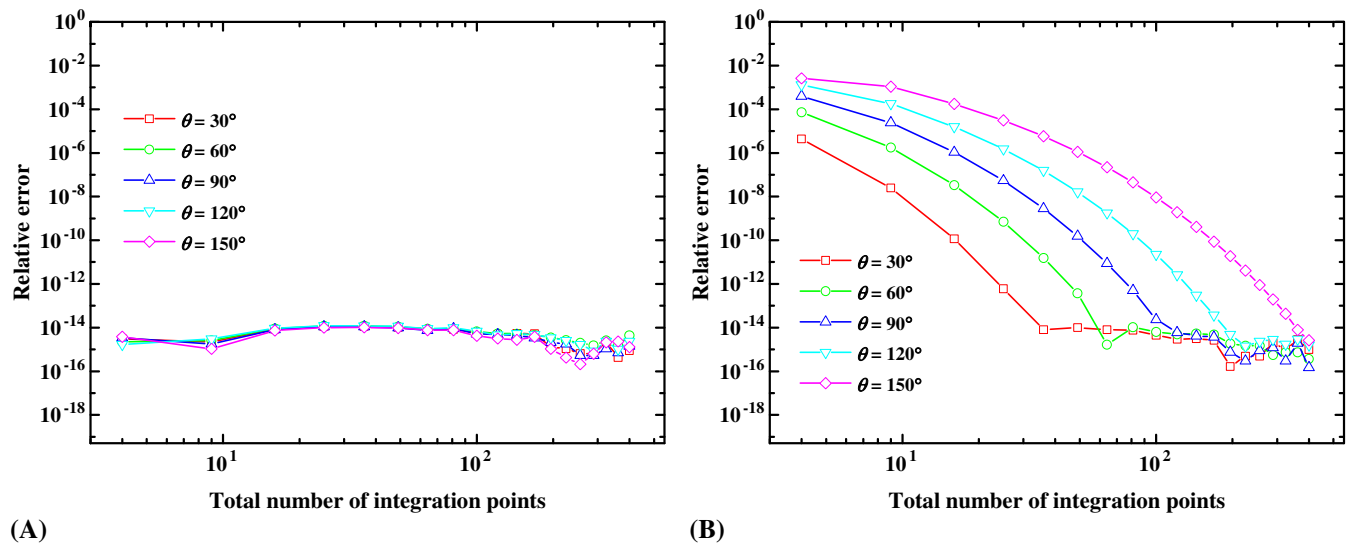 10^0
10^-2
10^-4
10^-6
10^-8
10^-10
10^-12
10^-14
10^-16
10^-18
Relative error
θ = 30°
θ = 60°
θ = 90°
θ = 120°
θ = 150°
10^1
10^2
Total number of integration points
(A)
10^0
10^-2
10^-4
10^-6
10^-8
10^-10
10^-12
10^-14
10^-16
10^-18
Relative error
θ = 30°
θ = 60°
θ = 90°
θ = 120°
θ = 150°
10^1
10^2
Total number of integration points
(B)